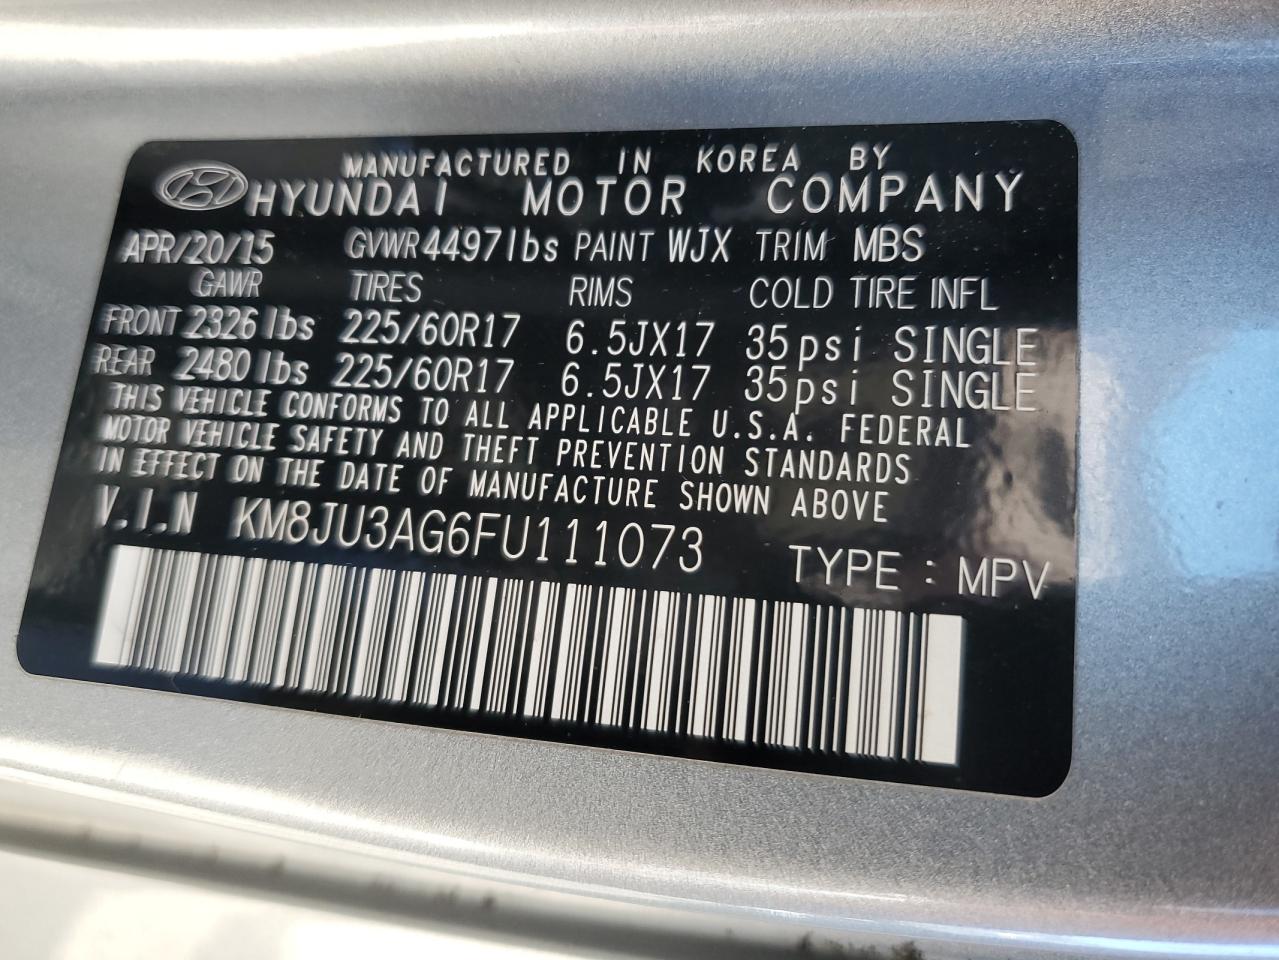 MANUFACTURED IN KOREA BY
HYUNDAI MOTOR COMPANY
APR/20/15 GVWR 4497lbs PAINT WJX TRIM MBS
GAWR TIRES RIMS COLD TIRE INFL
FRONT 2326 lbs 225/60R17 6.5JX17 35psi SINGLE
REAR 2480 lbs 225/60R17 6.5JX17 35psi SINGLE
THIS VEHICLE CONFORMS TO ALL APPLICABLE U.S.A. FEDERAL
MOTOR VEHICLE SAFETY AND THEFT PREVENTION STANDARDS
IN EFFECT ON THE DATE OF MANUFACTURE SHOWN ABOVE
V.I.N KM8JU3AG6FU111073 TYPE : MPV